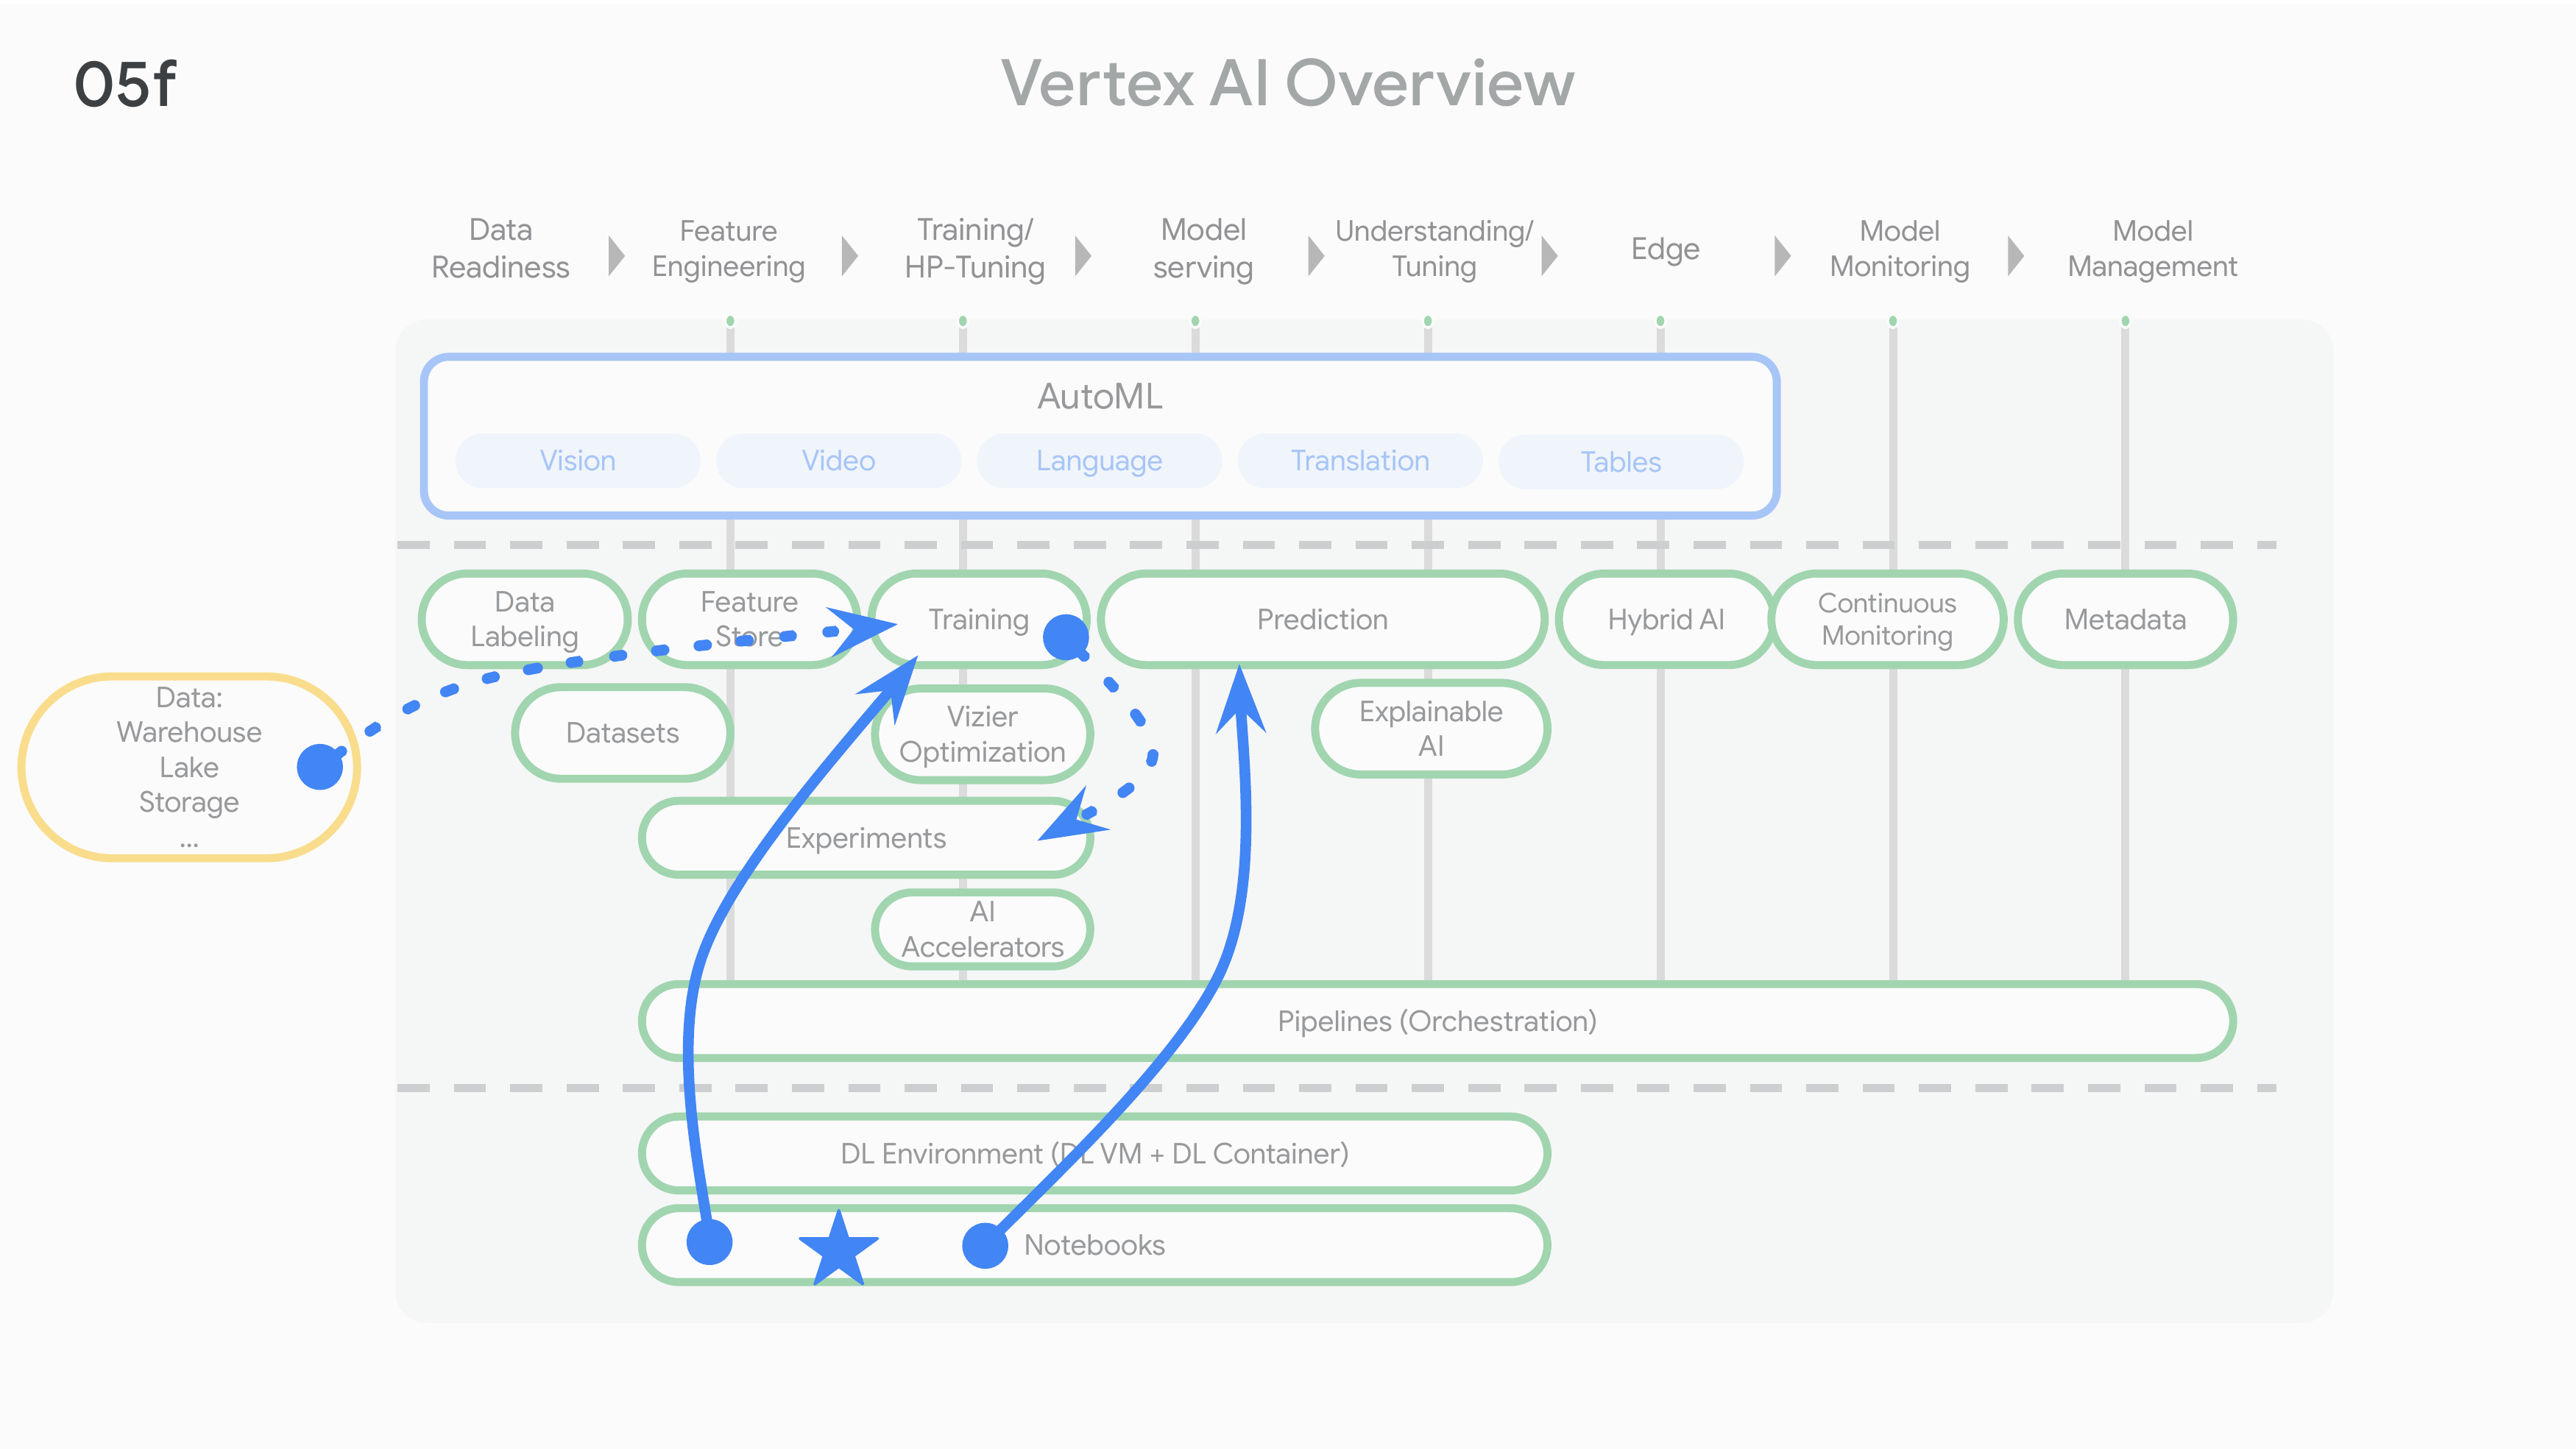 05f
Vertex AI Overview
Data
Readiness
Feature
Engineering
Training/
HP-Tuning
Model
serving
Understanding/
Tuning
Edge
Model
Monitoring
Model
Management
AutoML
Vision
Video
Language
Translation
Tables
Data
Labeling
Feature
Store
Training
Prediction
Hybrid AI
Continuous
Monitoring
Metadata
Data:
Warehouse
Lake
Storage
...
Datasets
Vizier
Optimization
Explainable
AI
Experiments
AI
Accelerators
Pipelines (Orchestration)
DL Environment (DL VM + DL Container)
Notebooks